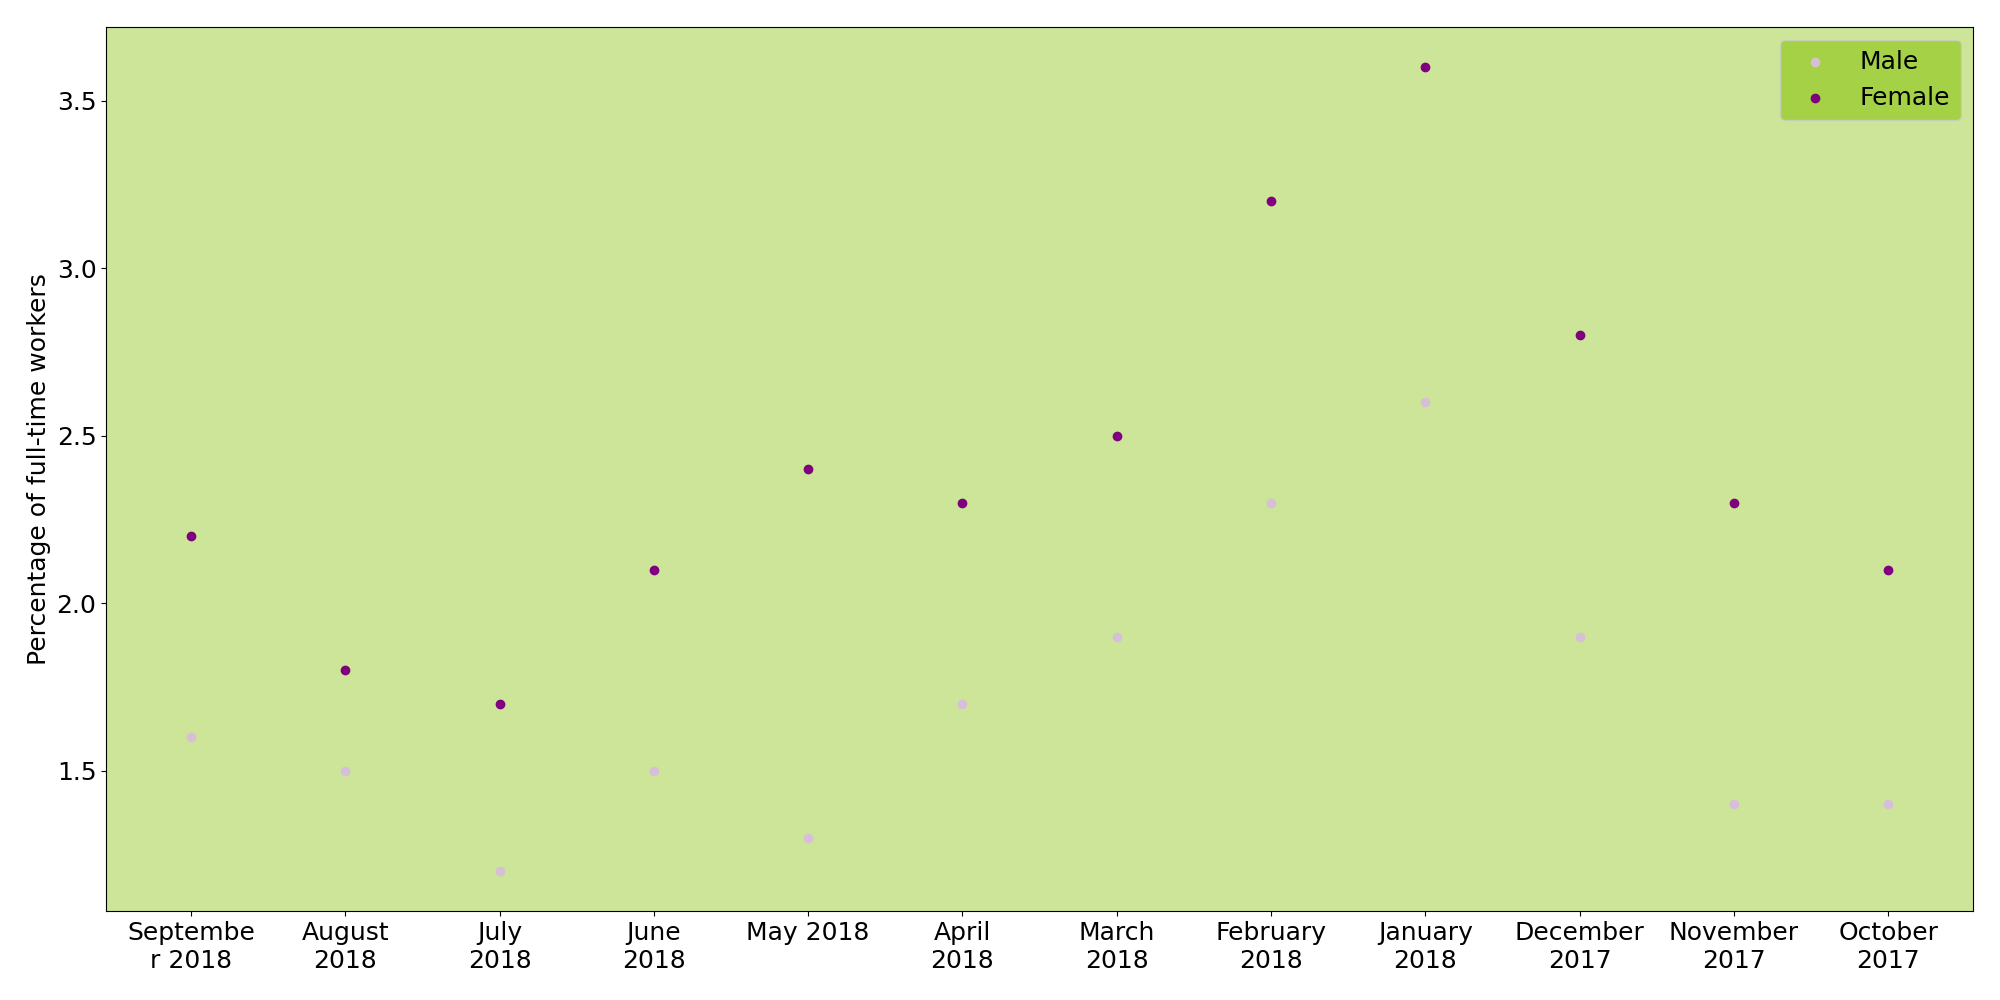 Male
Female
3.5
3.0
2.5
2.0
1.5
Percentage of full-time workers
Septembe
r 2018
August
2018
July
2018
June
2018
May 2018
April
2018
March
2018
February
2018
January
2018
December
2017
November
2017
October
2017